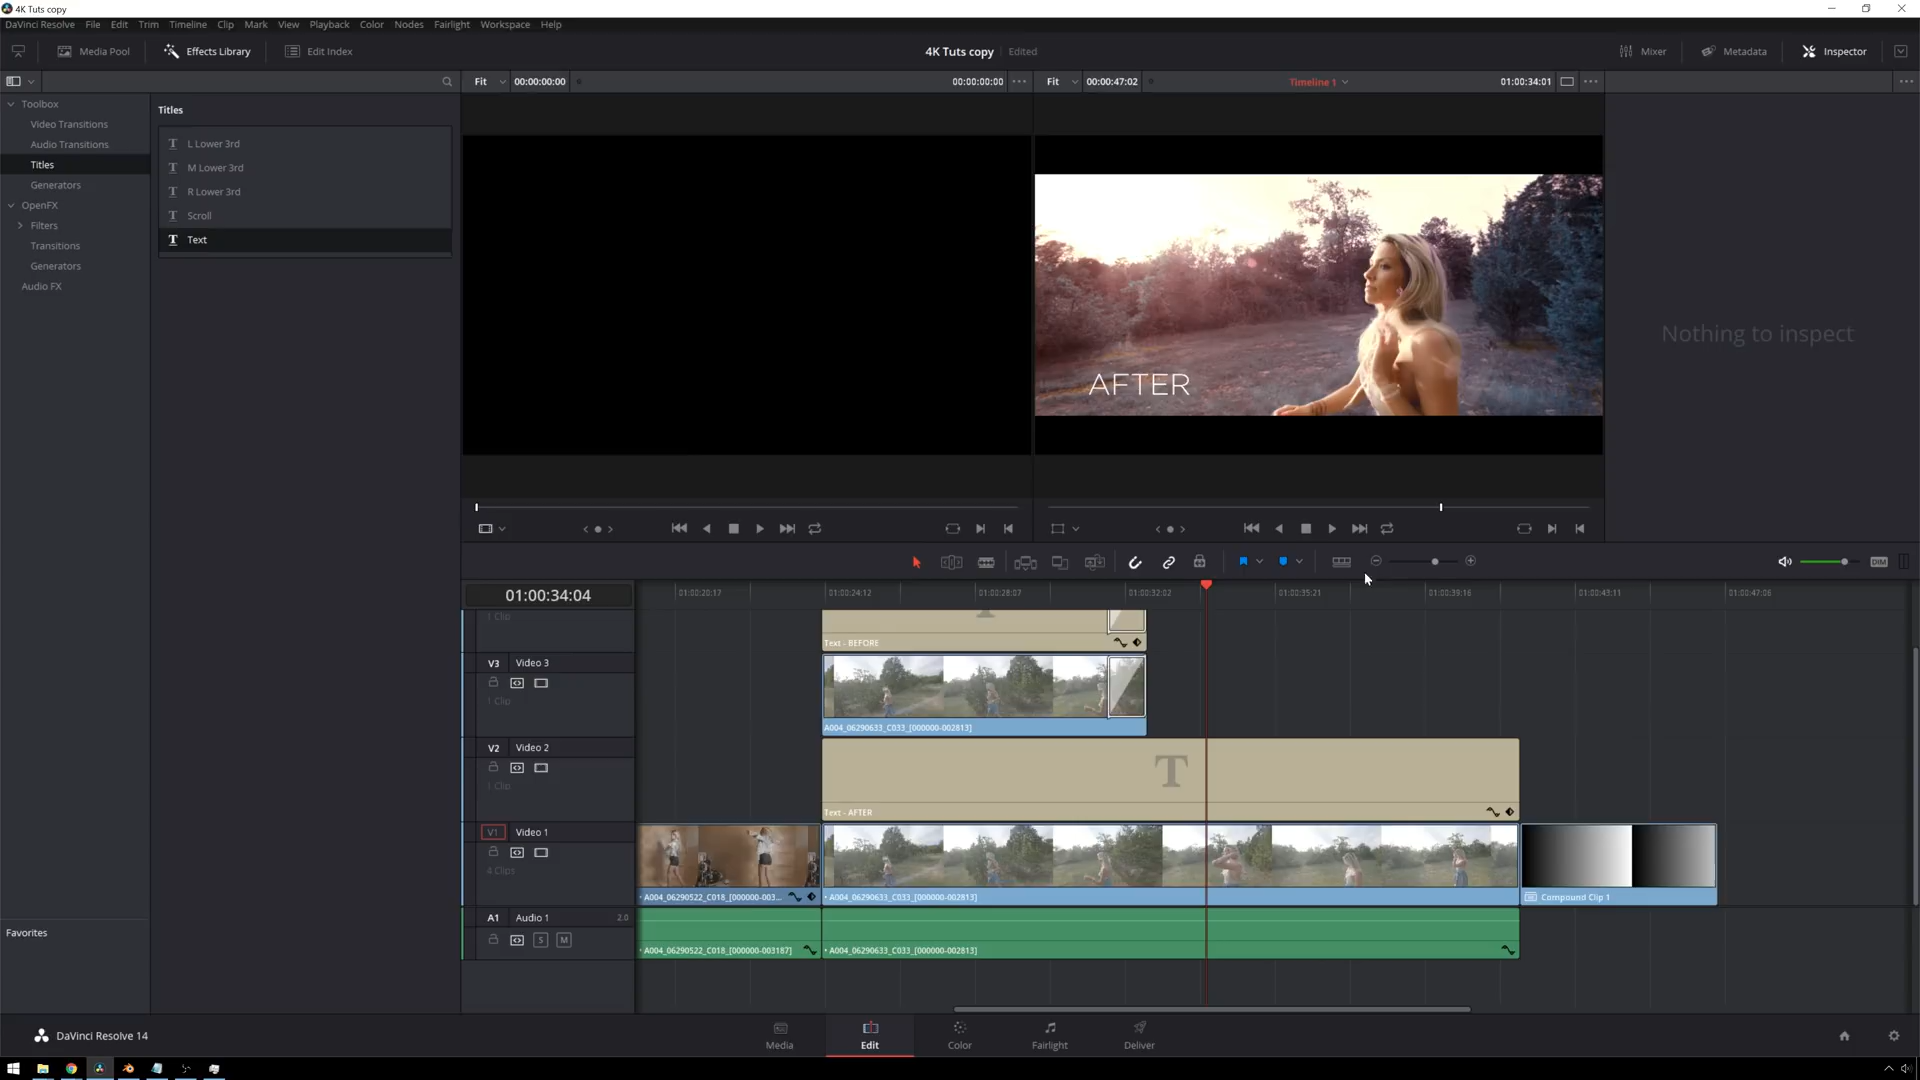 4K Tuts copy
DaVinci Resolve File Edit Trim Timeline Clip Mark View Playback Color Nodes Fairlight Workspace Help
Media Pool Effects Library Edit Index 4K Tuts copy Edited Mixer Metadata Inspector
Fit 00:00:00:00 00:00:00:00 Fit 00:00:47:02 Timeline 1 01:00:34:01
Toolbox
Video Transitions
Audio Transitions
Titles
Generators
OpenFX
Filters
Transitions
Generators
Audio FX
Favorites
Titles
L Lower 3rd
M Lower 3rd
R Lower 3rd
Scroll
Text
AFTER
Nothing to inspect
DIM
01:00:34:04 01:00:20:17 01:00:24:12 01:00:28:07 01:00:32:02 01:00:35:21 01:00:39:16 01:00:43:11 01:00:47:06
1 Clip
Text - BEFORE
V3 Video 3
1 Clip
A004_06290633_C033_[000000-002813]
V2 Video 2
1 Clip
T
Text - AFTER
V1 Video 1
4 Clips
A004_06290522_C018_[000000-003... A004_06290633_C033_[000000-002813] Compound Clip 1
A1 Audio 1 2.0
S M
A004_06290522_C018_[000000-003187] A004_06290633_C033_[000000-002813]
DaVinci Resolve 14
Media Edit Color Fairlight Deliver